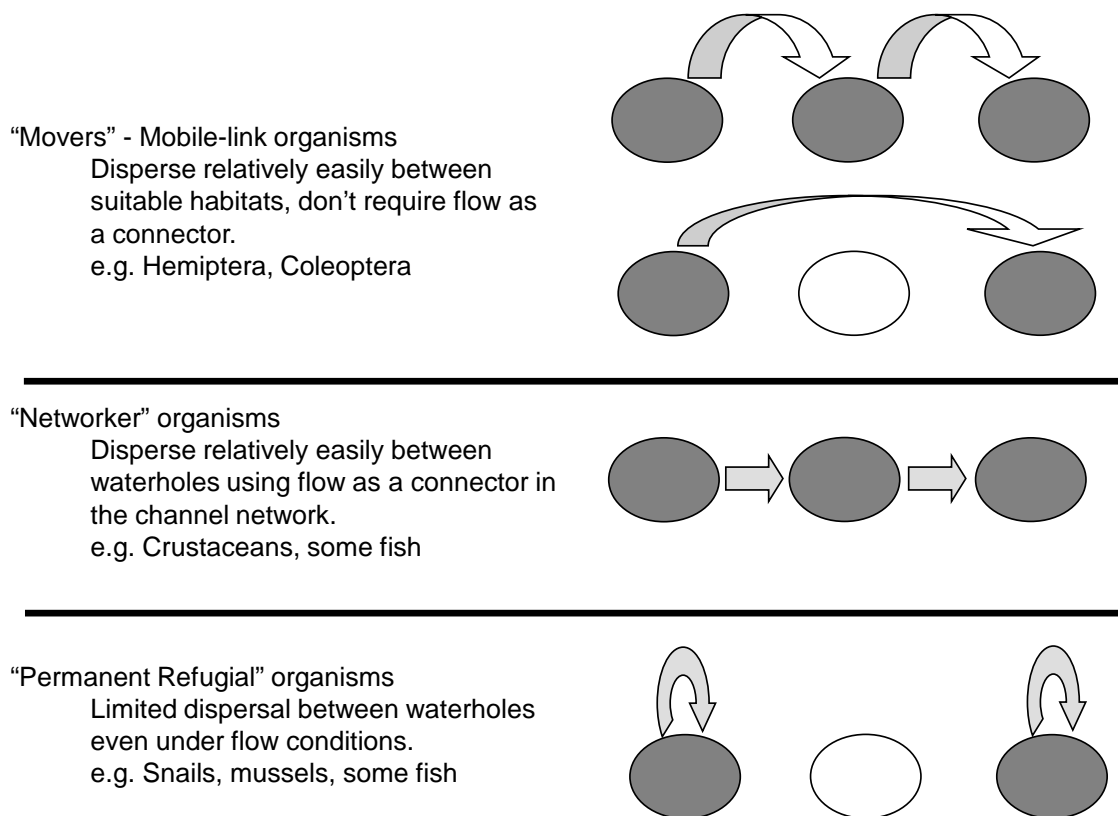 “Movers” - Mobile-link organisms
Disperse relatively easily between
suitable habitats, don’t require flow as
a connector.
e.g. Hemiptera, Coleoptera
“Networker” organisms
Disperse relatively easily between
waterholes using flow as a connector in
the channel network.
e.g. Crustaceans, some fish
“Permanent Refugial” organisms
Limited dispersal between waterholes
even under flow conditions.
e.g. Snails, mussels, some fish